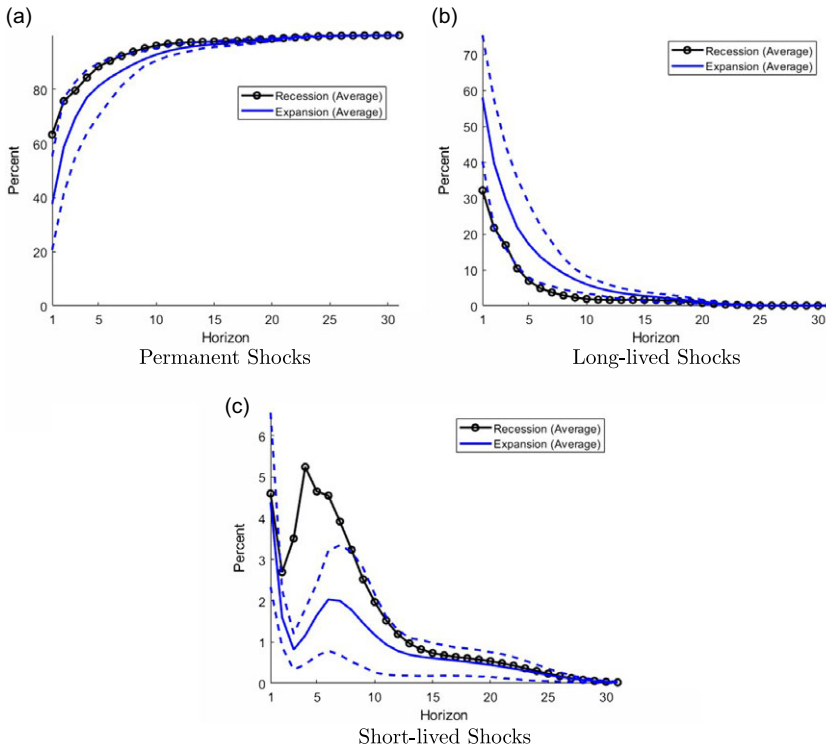 (a)
Percent
80
60
40
20
0
Recession (Average)
Expansion (Average)
1 5 10 15 20 25 30
Horizon
Permanent Shocks
(b)
Percent
70
60
50
40
30
20
10
0
Recession (Average)
Expansion (Average)
1 5 10 15 20 25 30
Horizon
Long-lived Shocks
(c)
Percent
6
5
4
3
2
1
0
Recession (Average)
Expansion (Average)
1 5 10 15 20 25 30
Horizon
Short-lived Shocks